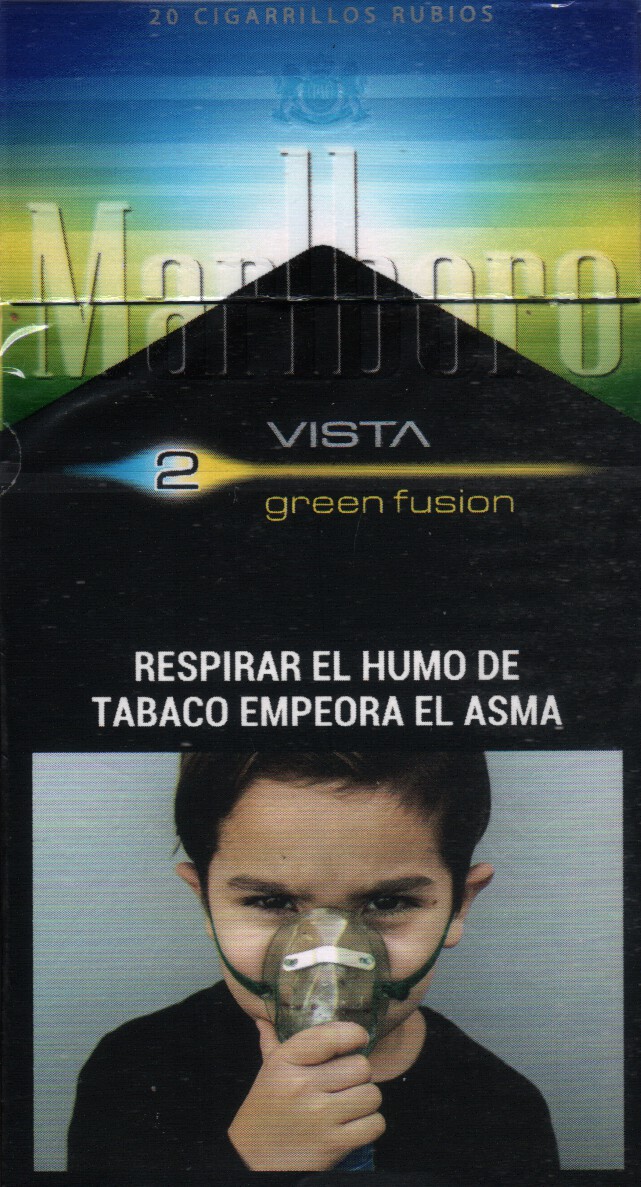 20 CIGARRILLOS RUBIOS
Marlboro
VISTA
2
green fusion
RESPIRAR EL HUMO DE
TABACO EMPEORA EL ASMA